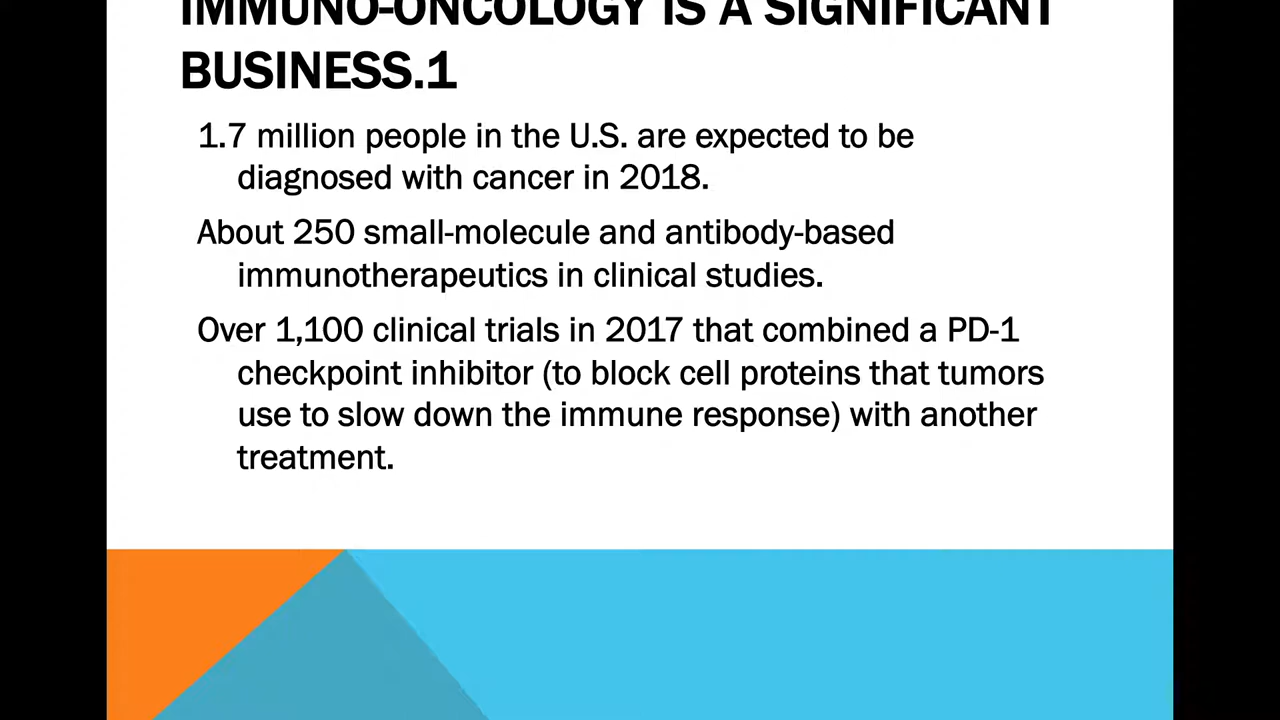 IMMUNO-ONCOLOGY IS A SIGNIFICANT
BUSINESS.1
1.7 million people in the U.S. are expected to be
diagnosed with cancer in 2018.
About 250 small-molecule and antibody-based
immunotherapeutics in clinical studies.
Over 1,100 clinical trials in 2017 that combined a PD-1
checkpoint inhibitor (to block cell proteins that tumors
use to slow down the immune response) with another
treatment.